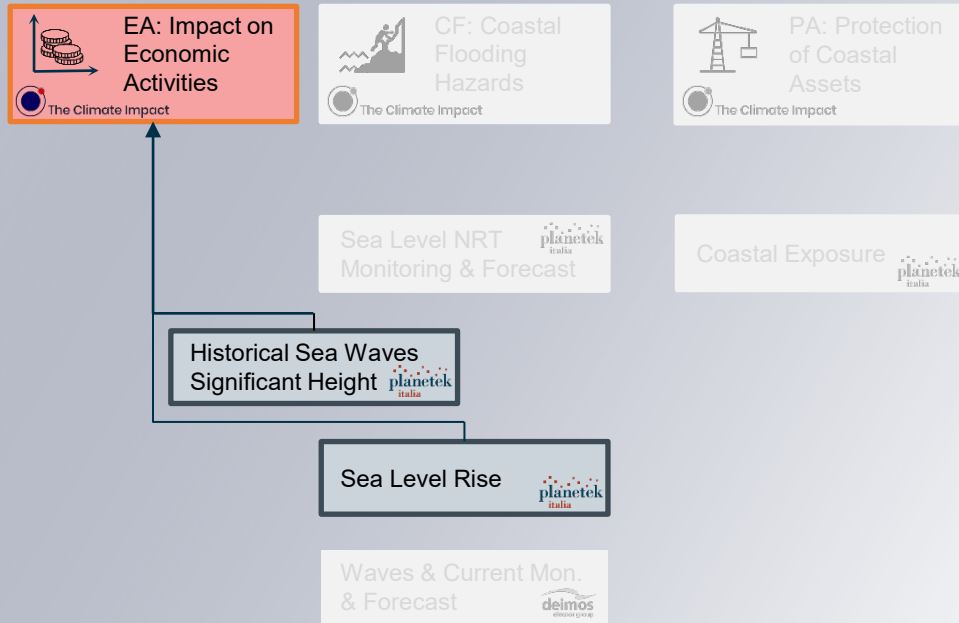 EA: Impact on
Economic
Activities
The Climate Impact
CF: Coastal
Flooding
Hazards
The Climate Impact
PA: Protection
of Coastal
Assets
The Climate Impact
Sea Level NRT
Monitoring & Forecast
planetek
italia
Coastal Exposure
planetek
italia
Historical Sea Waves
Significant Height
planetek
italia
Sea Level Rise
planetek
italia
Waves & Current Mon.
& Forecast
deimos
elecnor group